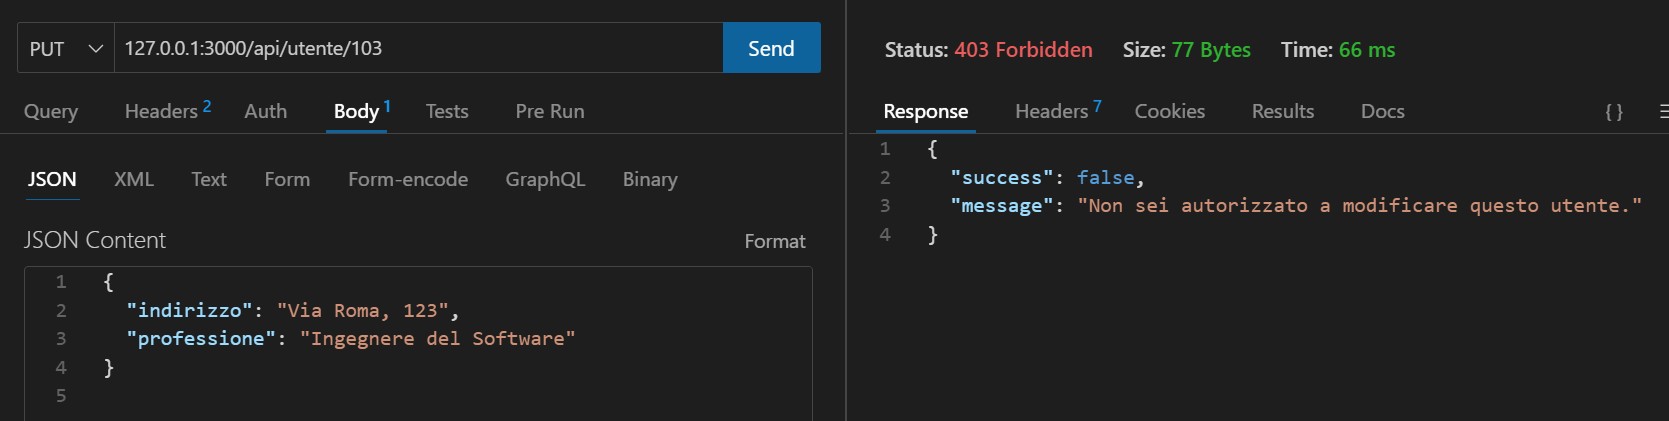 PUT 127.0.0.1:3000/api/utente/103 Send
Query Headers 2 Auth Body 1 Tests Pre Run
JSON XML Text Form Form-encode GraphQL Binary
JSON Content Format
1 {
2 "indirizzo": "Via Roma, 123",
3 "professione": "Ingegnere del Software"
4 }
5
Status: 403 Forbidden Size: 77 Bytes Time: 66 ms
Response Headers 7 Cookies Results Docs { }
1 {
2 "success": false,
3 "message": "Non sei autorizzato a modificare questo utente."
4 }